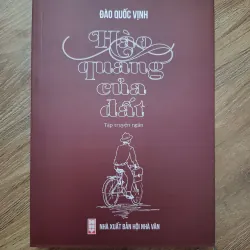 ĐÀO QUỐC VỊNH
Hào
quang
của
đất
Tập truyện ngắn
NHÀ XUẤT BẢN HỘI NHÀ VĂN